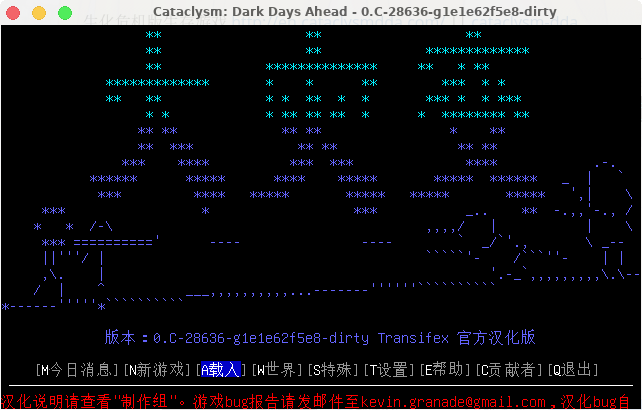 Cataclysm: Dark Days Ahead - 0.C-28636-g1e1e62f5e8-dirty
大灾变
版本：0.C-28636-g1e1e62f5e8-dirty Transifex 官方汉化版
[M今日消息] [N新游戏] [A载入] [W世界] [S特殊] [T设置] [E帮助] [C贡献者] [Q退出]
汉化说明请查看"制作组"。游戏bug报告请发邮件至kevin.granade@gmail.com，汉化bug自